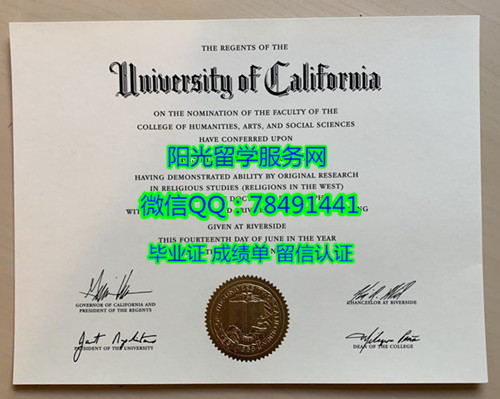 THE REGENTS OF THE
University of California
ON THE NOMINATION OF THE FACULTY OF THE
COLLEGE OF HUMANITIES, ARTS, AND SOCIAL SCIENCES
HAVE CONFERRED UPON
阳光留学服务网
HAVING DEMONSTRATED ABILITY BY ORIGINAL RESEARCH
IN RELIGIOUS STUDIES (RELIGIONS IN THE WEST)
微信QQ：78491441
GIVEN AT RIVERSIDE
THIS FOURTEENTH DAY OF JUNE IN THE YEAR
毕业证 成绩单 留信认证
GOVERNOR OF CALIFORNIA AND
PRESIDENT OF THE REGENTS
CHANCELLOR AT RIVERSIDE
PRESIDENT OF THE UNIVERSITY
DEAN OF THE COLLEGE